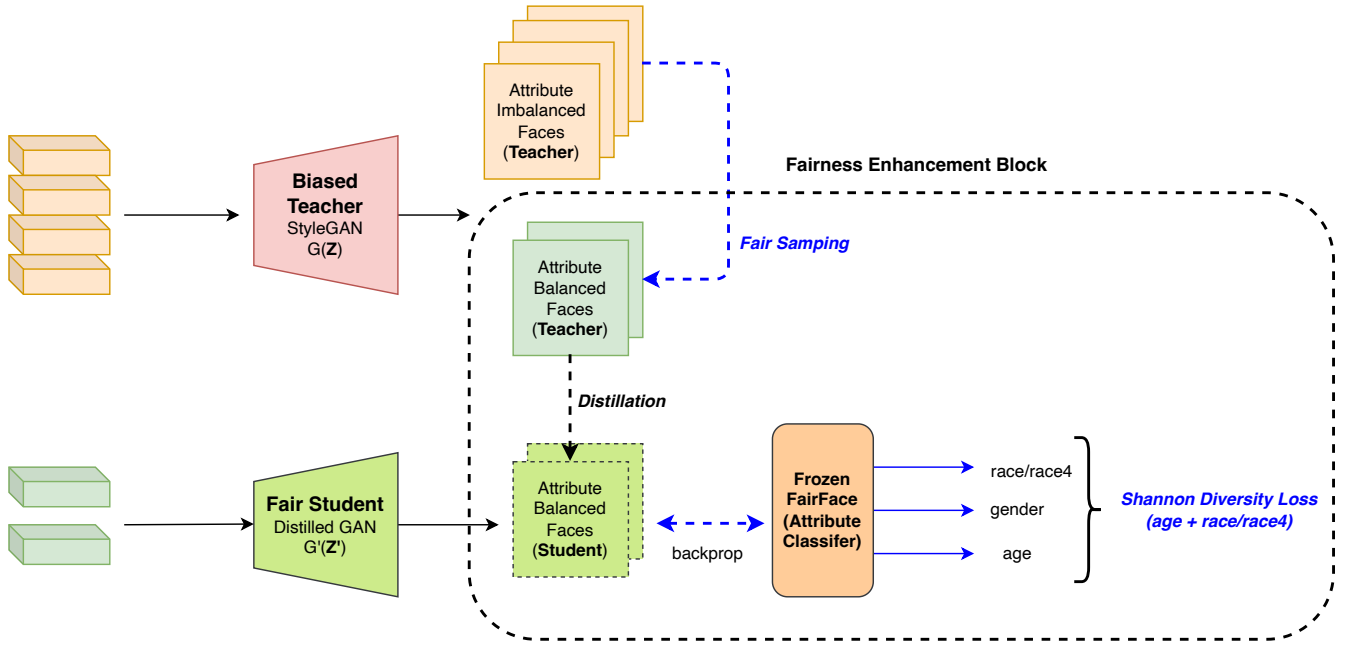 Attribute
Imbalanced
Faces
(Teacher)
Fairness Enhancement Block
Biased
Teacher
StyleGAN
G(Z)
Fair Samping
Attribute
Balanced
Faces
(Teacher)
Distillation
Fair Student
Distilled GAN
G'(Z')
Attribute
Balanced
Faces
(Student)
backprop
Frozen
FairFace
(Attribute
Classifer)
race/race4
gender
age
Shannon Diversity Loss
(age + race/race4)